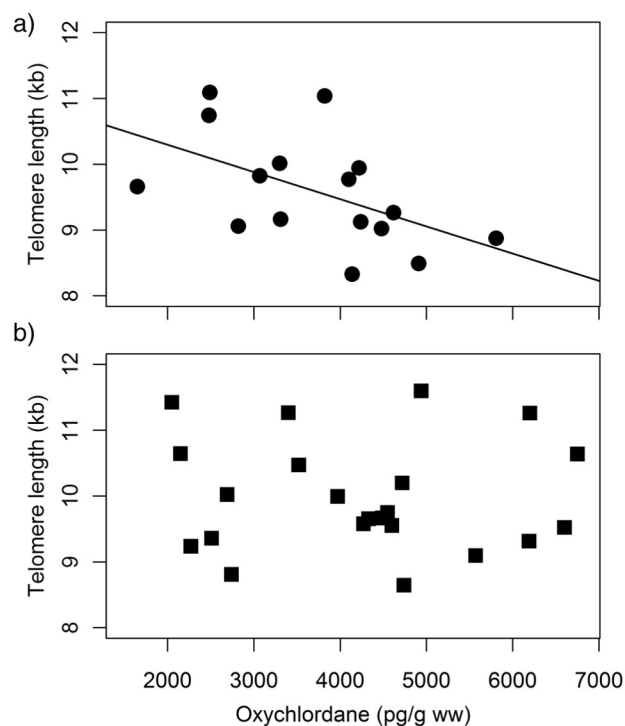 a)
Telomere length (kb)
12
11
10
9
8
b)
Telomere length (kb)
12
11
10
9
8
2000 3000 4000 5000 6000 7000
Oxychlordane (pg/g ww)